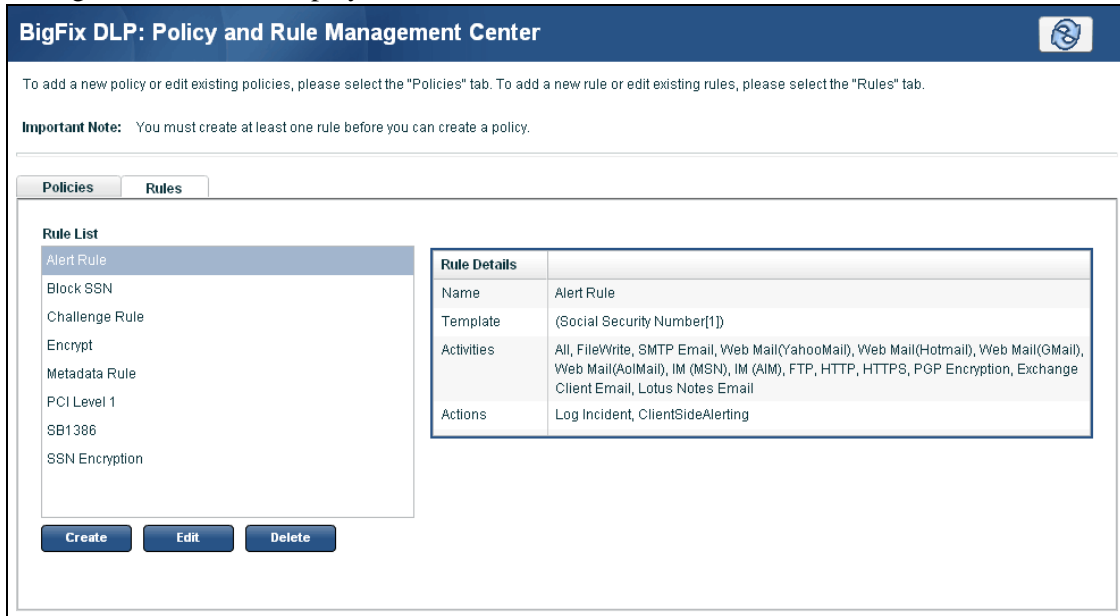 BigFix DLP: Policy and Rule Management Center
To add a new policy or edit existing policies, please select the "Policies" tab. To add a new rule or edit existing rules, please select the "Rules" tab.
Important Note: You must create at least one rule before you can create a policy.
Policies Rules
Rule List
Alert Rule
Block SSN
Challenge Rule
Encrypt
Metadata Rule
PCI Level 1
SB1386
SSN Encryption
Rule Details
Name Alert Rule
Template (Social Security Number[1])
Activities All, FileWrite, SMTP Email, Web Mail(YahooMail), Web Mail(Hotmail), Web Mail(GMail),
Web Mail(AolMail), IM (MSN), IM (AIM), FTP, HTTP, HTTPS, PGP Encryption, Exchange
Client Email, Lotus Notes Email
Actions Log Incident, ClientSideAlerting
Create Edit Delete